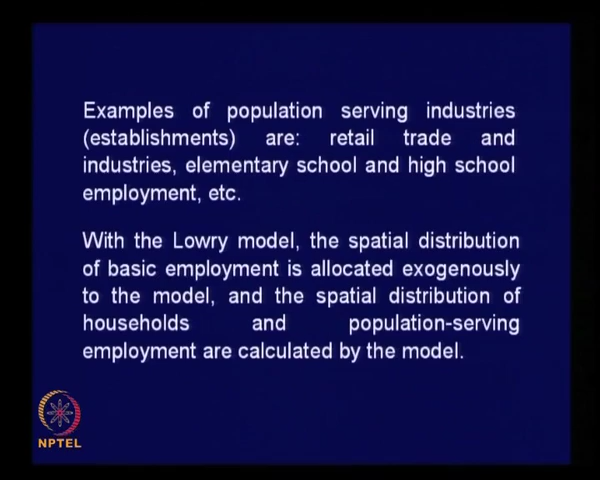 Examples of population serving industries
(establishments) are: retail trade and
industries, elementary school and high school
employment, etc.
With the Lowry model, the spatial distribution
of basic employment is allocated exogenously
to the model, and the spatial distribution of
households and population-serving
employment are calculated by the model.
NPTEL